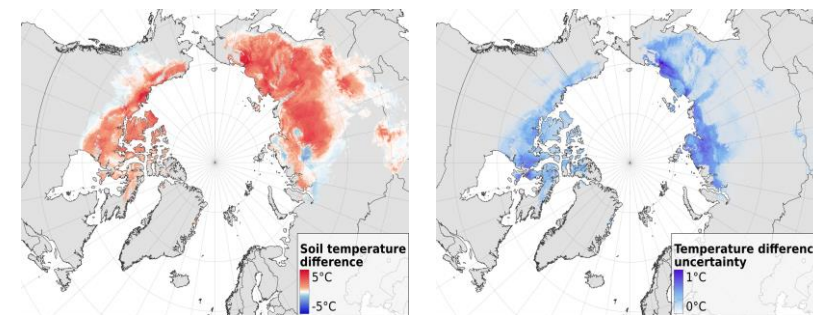 Soil temperature
difference
5°C
-5°C
Temperature differenc
uncertainty
1°C
0°C